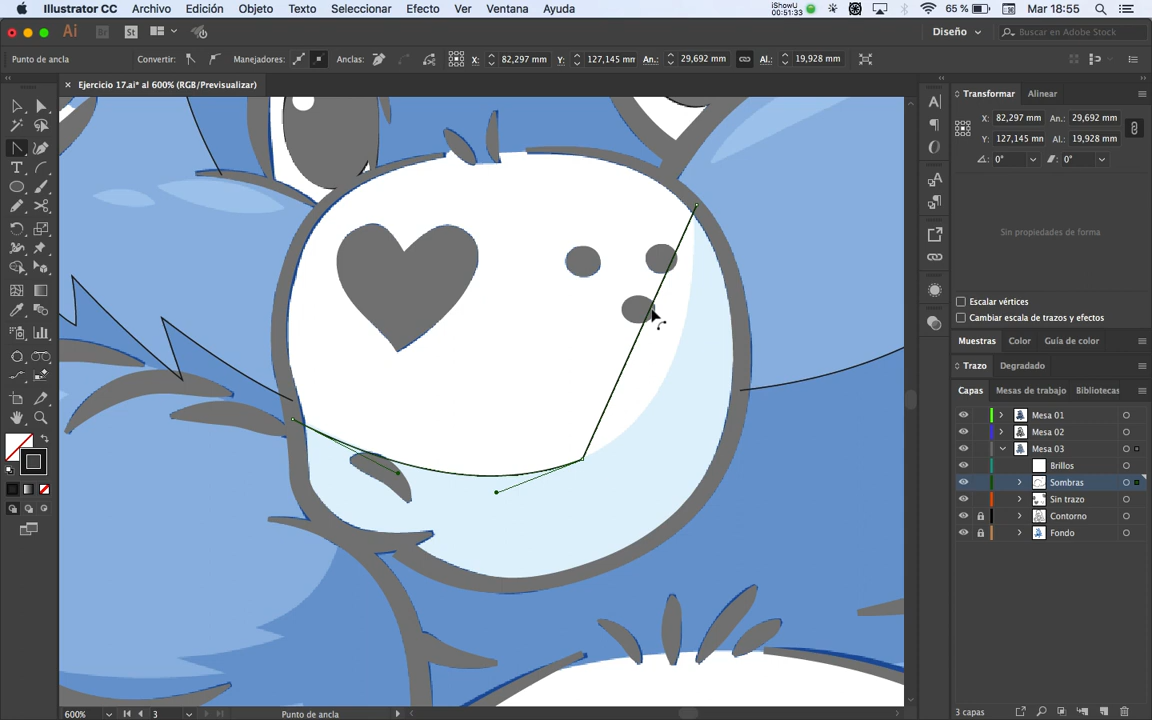 Illustrator CC Archivo Edición Objeto Texto Seleccionar Efecto Ver Ventana Ayuda iShowU 00:51:33 65 % Mar 18:55
Ai Br St Diseño Buscar en Adobe Stock
Punto de ancla Convertir: Manejadores: Anclas: X: 82,297 mm Y: 127,145 mm An.: 29,692 mm Al.: 19,928 mm
× Ejercicio 17.ai* al 600% (RGB/Previsualizar)
Transformar Alinear
X: 82,297 mm An.: 29,692 mm
Y: 127,145 mm Al.: 19,928 mm
0° 0°
Sin propiedades de forma
Escalar vértices
Cambiar escala de trazos y efectos
Muestras Color Guía de color
Trazo Degradado
Capas Mesas de trabajo Bibliotecas
Mesa 01
Mesa 02
Mesa 03
Brillos
Sombras
Sin trazo
Contorno
Fondo
600% 3 Punto de ancla 3 capas